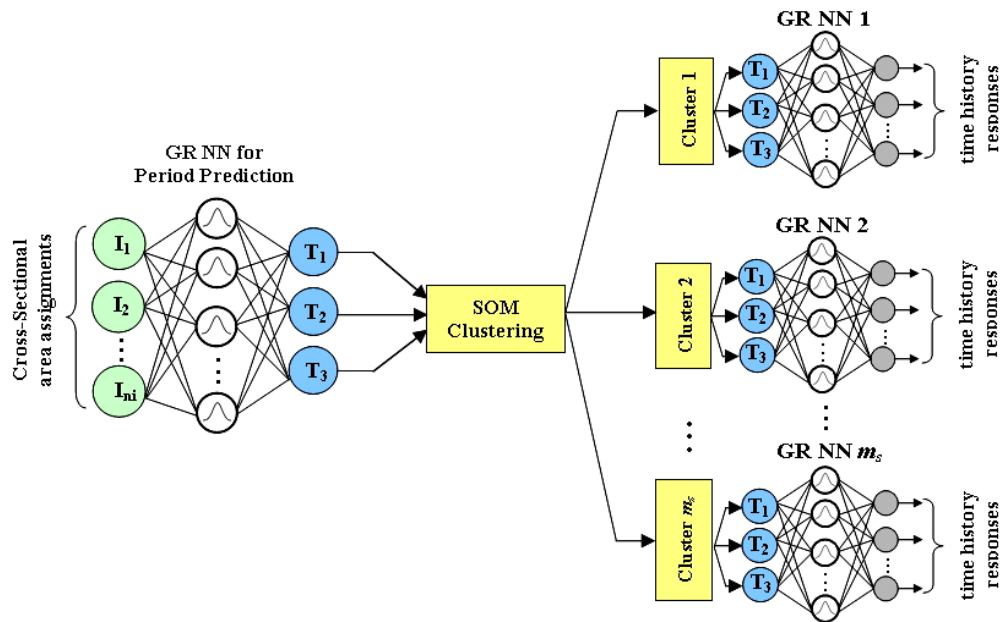 GR NN for
Period Prediction
Cross-Sectional
area assignments
I1
I2
Ini
T1
T2
T3
SOM
Clustering
GR NN 1
Cluster 1
T1
T2
T3
time history
responses
GR NN 2
Cluster 2
T1
T2
T3
time history
responses
GR NN ms
Cluster ms
T1
T2
T3
time history
responses